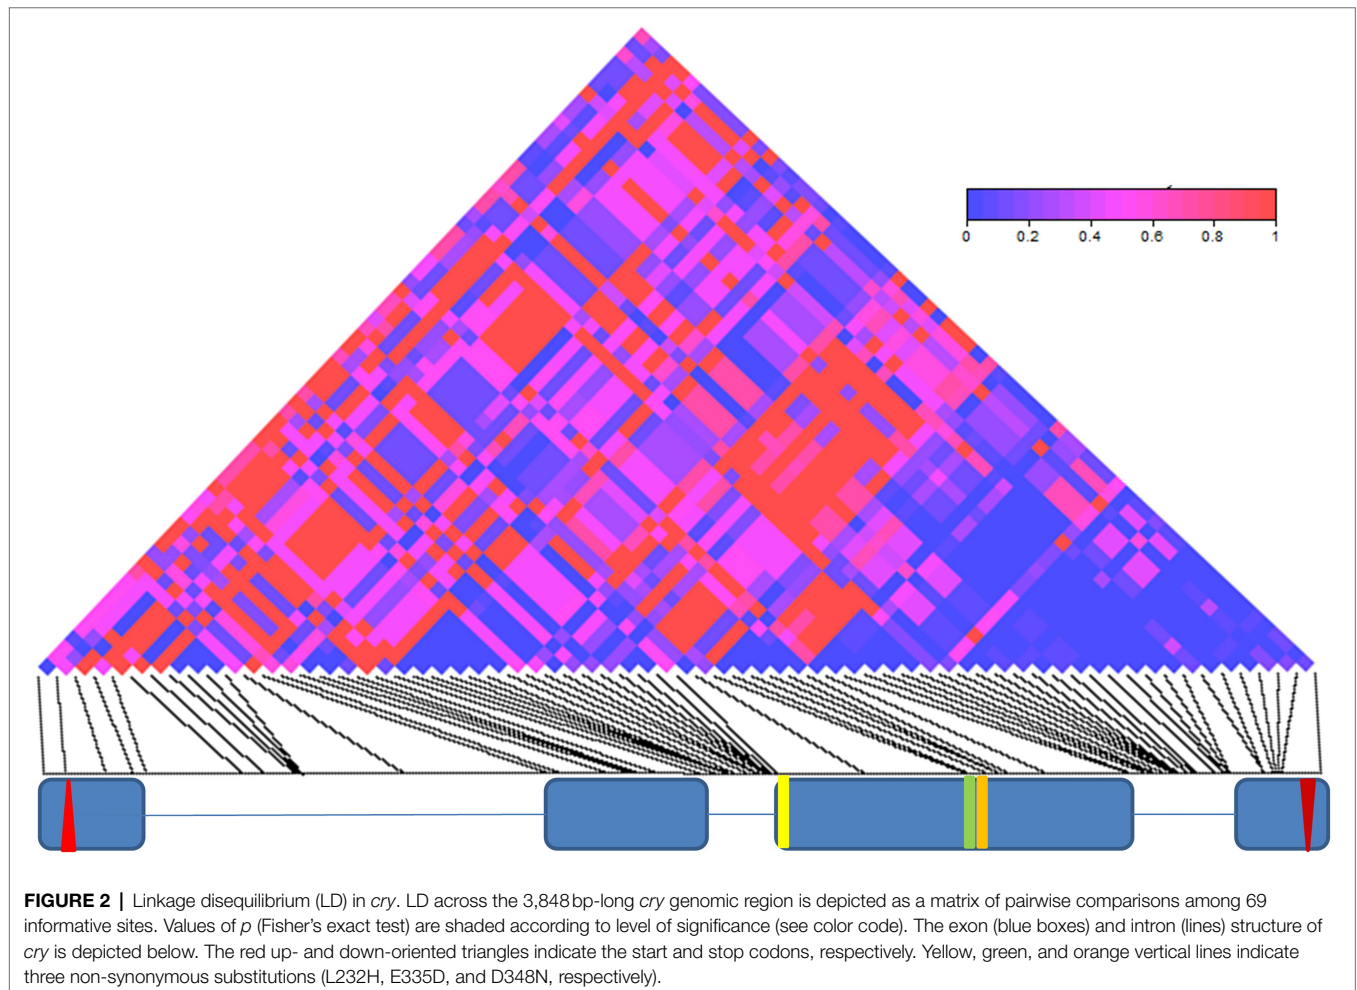 0 0.2 0.4 0.6 0.8 1
FIGURE 2 | Linkage disequilibrium (LD) in cry. LD across the 3,848 bp-long cry genomic region is depicted as a matrix of pairwise comparisons among 69
informative sites. Values of p (Fisher's exact test) are shaded according to level of significance (see color code). The exon (blue boxes) and intron (lines) structure of
cry is depicted below. The red up- and down-oriented triangles indicate the start and stop codons, respectively. Yellow, green, and orange vertical lines indicate
three non-synonymous substitutions (L232H, E335D, and D348N, respectively).